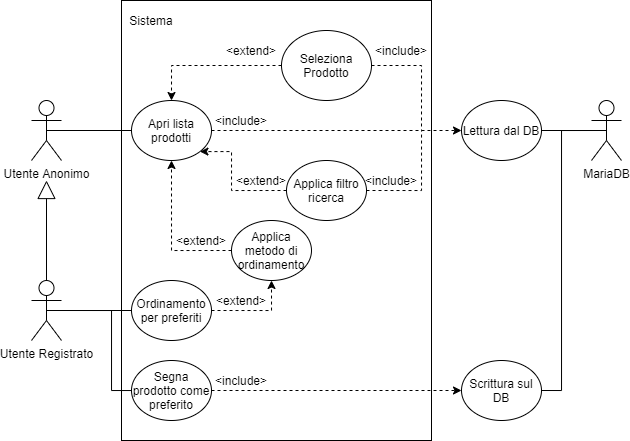 Sistema
<extend>
Seleziona
Prodotto
<include>
Apri lista
prodotti
<include>
Lettura dal DB
Utente Anonimo
MariaDB
<extend>
Applica filtro
ricerca
<include>
<extend>
Applica
metodo di
ordinamento
Ordinamento
per preferiti
<extend>
Utente Registrato
Segna
prodotto come
preferito
<include>
Scrittura sul
DB